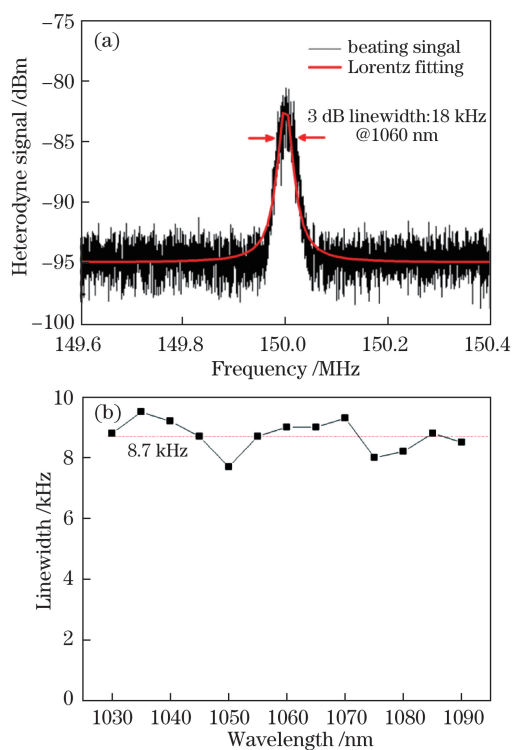 (a)
beating singal
Lorentz fitting
3 dB linewidth:18 kHz
@1060 nm
Heterodyne signal /dBm
−75
−80
−85
−90
−95
−100
149.6 149.8 150.0 150.2 150.4
Frequency /MHz
(b)
8.7 kHz
Linewidth /kHz
10
8
6
4
2
0
1030 1040 1050 1060 1070 1080 1090
Wavelength /nm